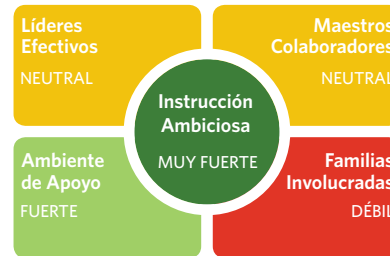 Líderes
Efectivos
NEUTRAL
Maestros
Colaboradores
NEUTRAL
Instrucción
Ambiciosa
MUY FUERTE
Ambiente
de Apoyo
FUERTE
Familias
Involucradas
DÉBIL